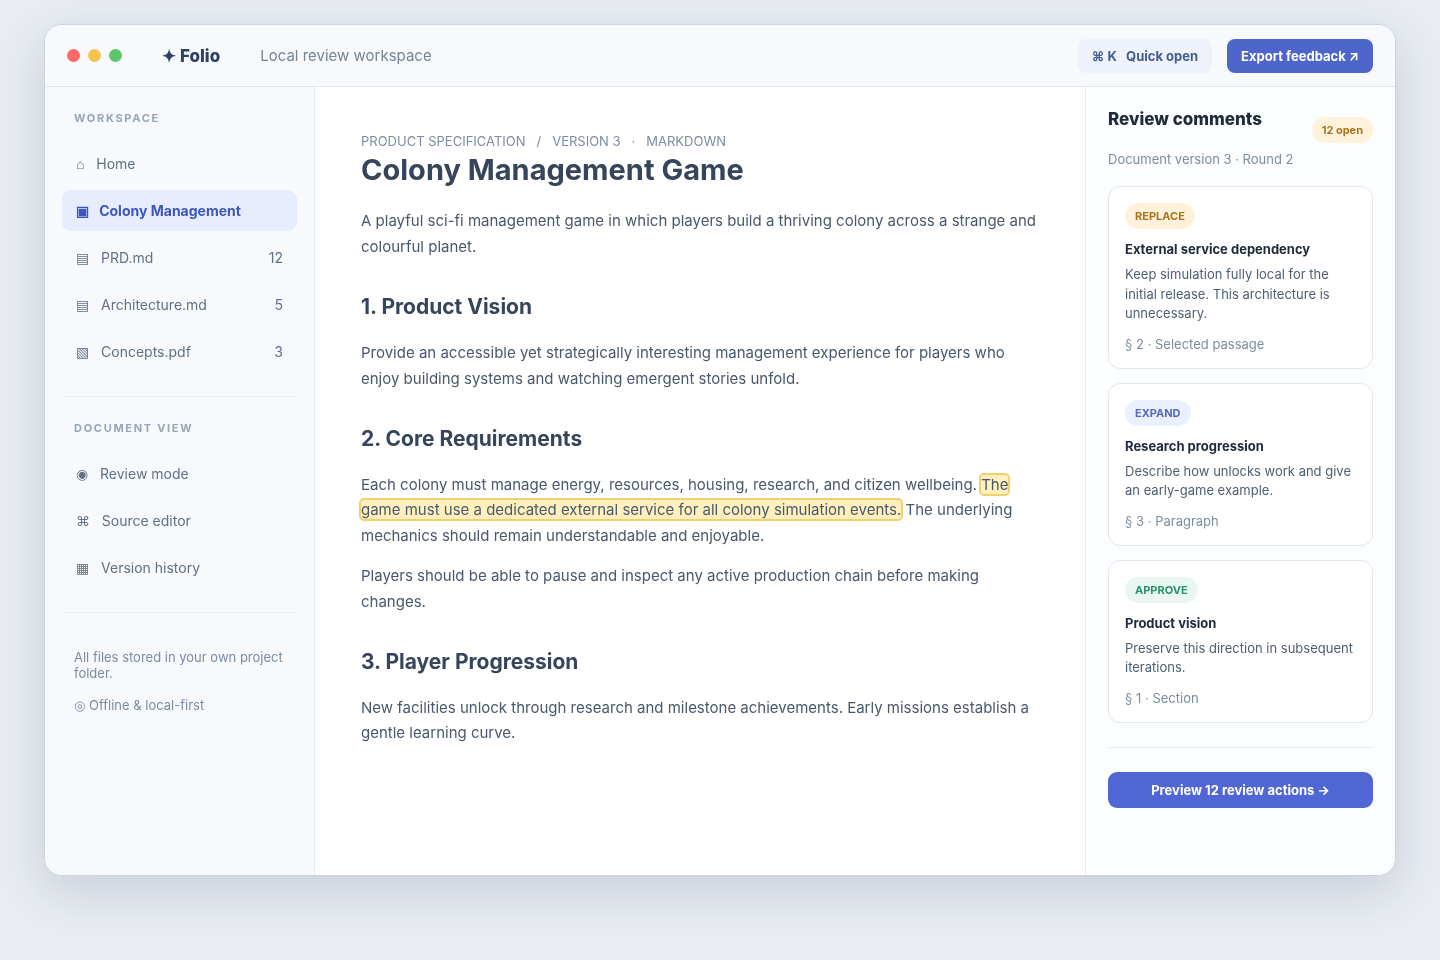 ✦ Folio
Local review workspace
⌘ K Quick open
Export feedback ↗
WORKSPACE
⌂ Home
▣ Colony Management
▤ PRD.md 12
▤ Architecture.md 5
▧ Concepts.pdf 3
DOCUMENT VIEW
◉ Review mode
⌘ Source editor
▦ Version history
All files stored in your own project
folder.
◎ Offline & local-first
PRODUCT SPECIFICATION / VERSION 3 · MARKDOWN
Colony Management Game
A playful sci-fi management game in which players build a thriving colony across a strange and
colourful planet.
1. Product Vision
Provide an accessible yet strategically interesting management experience for players who
enjoy building systems and watching emergent stories unfold.
2. Core Requirements
Each colony must manage energy, resources, housing, research, and citizen wellbeing. The
game must use a dedicated external service for all colony simulation events. The underlying
mechanics should remain understandable and enjoyable.
Players should be able to pause and inspect any active production chain before making
changes.
3. Player Progression
New facilities unlock through research and milestone achievements. Early missions establish a
gentle learning curve.
Review comments
12 open
Document version 3 · Round 2
REPLACE
External service dependency
Keep simulation fully local for the
initial release. This architecture is
unnecessary.
§ 2 · Selected passage
EXPAND
Research progression
Describe how unlocks work and give
an early-game example.
§ 3 · Paragraph
APPROVE
Product vision
Preserve this direction in subsequent
iterations.
§ 1 · Section
Preview 12 review actions →